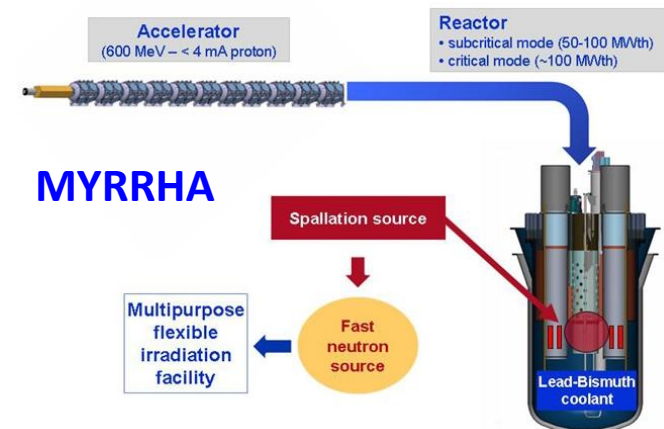 Accelerator
(600 MeV – < 4 mA proton)
Reactor
• subcritical mode (50-100 MWth)
• critical mode (~100 MWth)
MYRRHA
Spallation source
Multipurpose
flexible
irradiation
facility
Fast
neutron
source
Lead-Bismuth
coolant